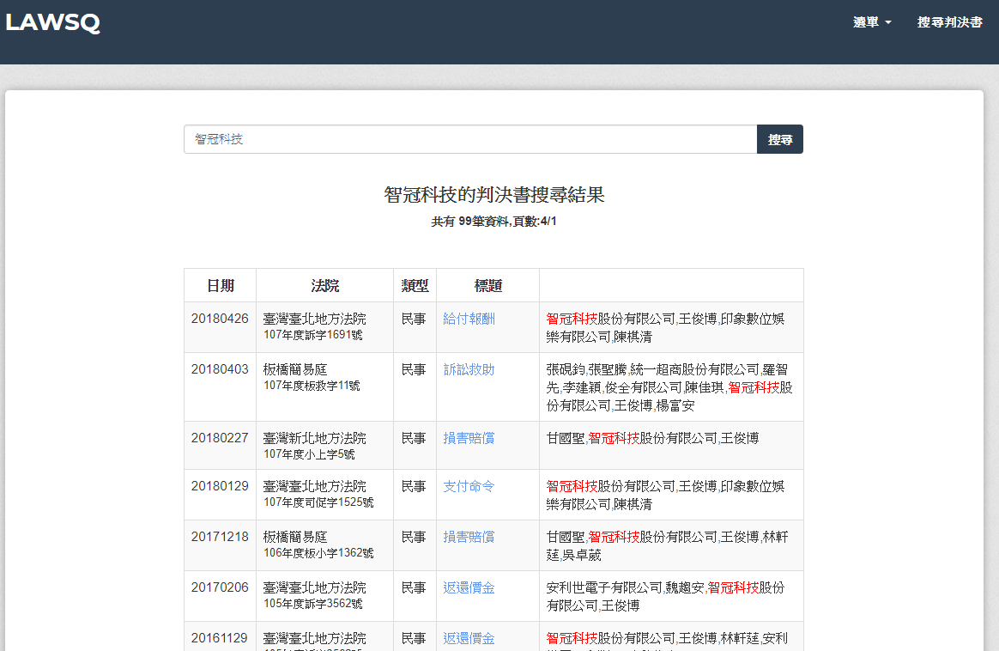 LAWSQ
選單
搜尋判決書
智冠科技
搜尋
智冠科技的判決書搜尋結果
共有 99筆資料,頁數:4/1
日期 法院 類型 標題
20180426 臺灣臺北地方法院 民事 給付報酬 智冠科技股份有限公司,王俊博,印象數位娛
107年度訴字1691號 樂有限公司,陳棋清
20180403 板橋簡易庭 民事 訴訟救助 張硯鈞,張聖騰,統一超商股份有限公司,羅智
107年度板救字11號 先,李建穎,俊全有限公司,陳佳琪,智冠科技股
份有限公司,王俊博,楊富安
20180227 臺灣新北地方法院 民事 損害賠償 甘國聖,智冠科技股份有限公司,王俊博
107年度小上字5號
20180129 臺灣臺北地方法院 民事 支付命令 智冠科技股份有限公司,王俊博,印象數位娛
107年度司促字1525號 樂有限公司,陳棋清
20171218 板橋簡易庭 民事 損害賠償 甘國聖,智冠科技股份有限公司,王俊博,林軒
106年度板小字1362號 莛,吳卓葳
20170206 臺灣臺北地方法院 民事 返還價金 安利世電子有限公司,魏趨安,智冠科技股份
105年度訴字3562號 有限公司,王俊博
20161129 臺灣臺北地方法院 民事 返還價金 智冠科技股份有限公司,王俊博,林軒莛,安利